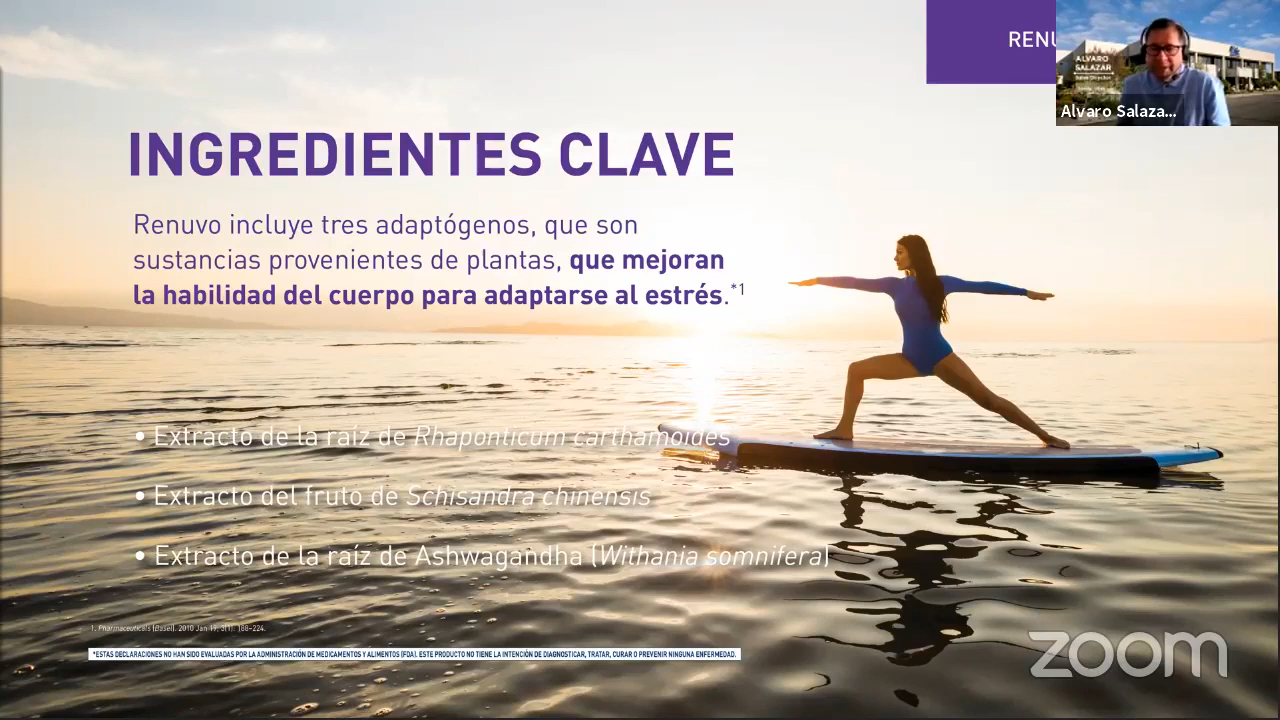 RENU
ALVARO
SALAZAR
Alvaro Salaza...
INGREDIENTES CLAVE
Renuvo incluye tres adaptógenos, que son
sustancias provenientes de plantas, que mejoran
la habilidad del cuerpo para adaptarse al estrés.*1
• Extracto de la raíz de Rhaponticum carthamoides
• Extracto del fruto de Schisandra chinensis
• Extracto de la raíz de Ashwagandha (Withania somnifera)
1. Pharmaceuticals (Basel). 2010 Jan 19; 3(1): 188-224.
*ESTAS DECLARACIONES NO HAN SIDO EVALUADAS POR LA ADMINISTRACIÓN DE MEDICAMENTOS Y ALIMENTOS (FDA). ESTE PRODUCTO NO TIENE LA INTENCIÓN DE DIAGNOSTICAR, TRATAR, CURAR O PREVENIR NINGUNA ENFERMEDAD.
zoom